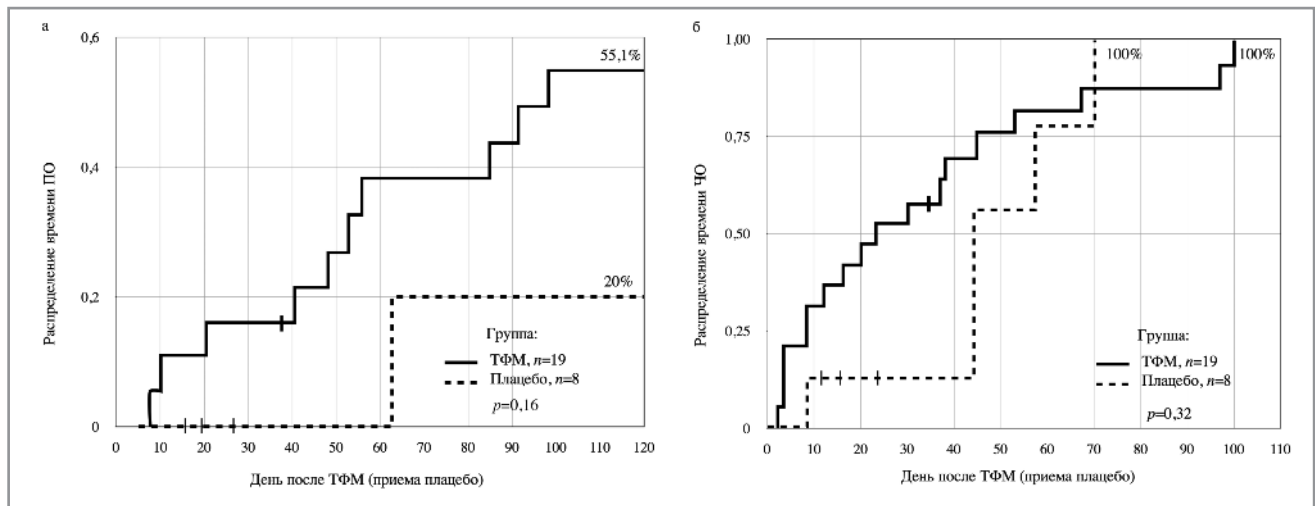 а
0,6
55,1%
0,4
Распределение времени ПО
0,2
20%
Группа:
ТФМ, n=19
Плацебо, n=8
p=0,16
0
0 10 20 30 40 50 60 70 80 90 100 110 120
День после ТФМ (приема плацебо)
б
1,00
100%
100%
0,75
Распределение времени ЧО
0,50
0,25
Группа:
ТФМ, n=19
Плацебо, n=8
p=0,32
0
0 10 20 30 40 50 60 70 80 90 100 110
День после ТФМ (приема плацебо)